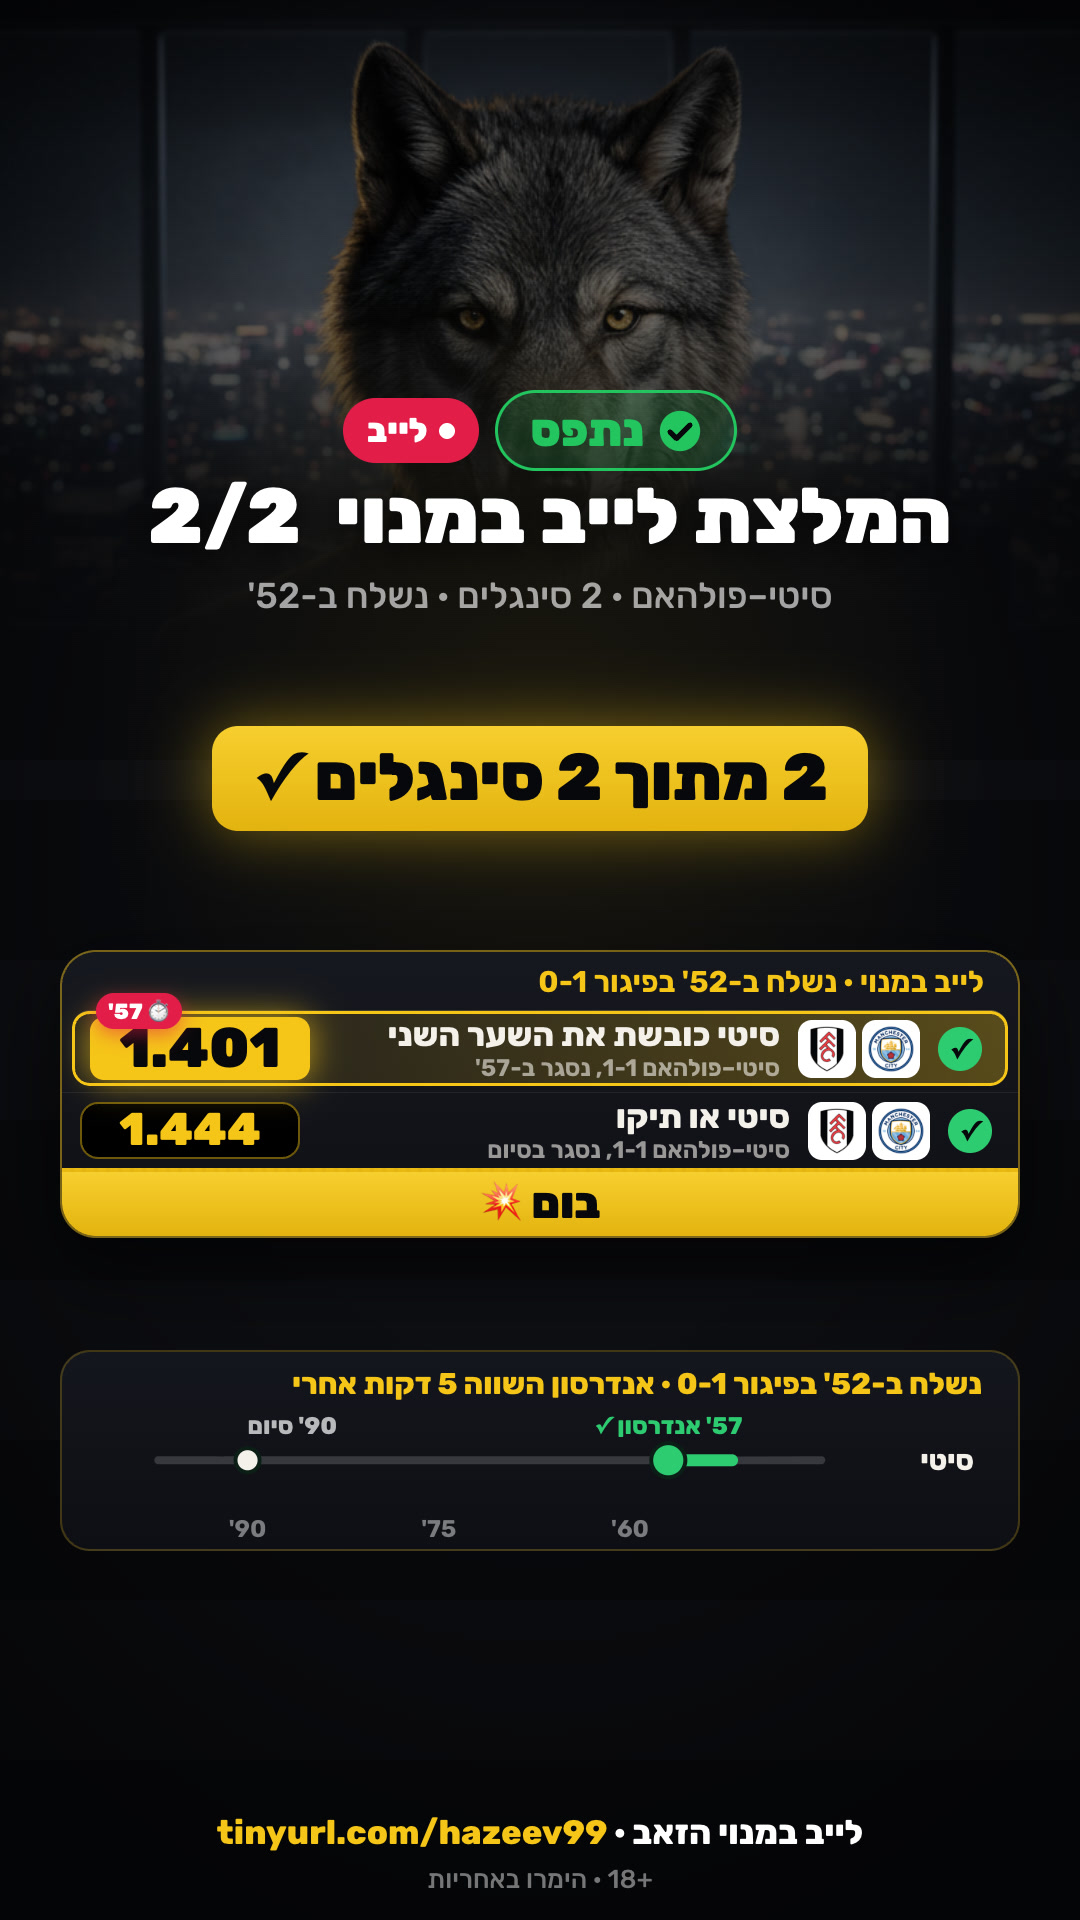 נתפס
לייב
המלצת לייב במנוי 2/2
סיטי-פולהאם • 2 סינגלים • נשלח ב-52'
2 מתוך 2 סינגלים ✓
לייב במנוי • נשלח ב-52' בפיגור 0-1
57'
סיטי כובשת את השער השני
1.401
סיטי-פולהאם 1-1, נסגר ב-57'
סיטי או תיקו
1.444
סיטי-פולהאם 1-1, נסגר בסיום
בום 💥
נשלח ב-52' בפיגור 0-1 • אנדרסון השווה 5 דקות אחרי
57' אנדרסון ✓
90' סיום
סיטי
60'
75'
90'
לייב במנוי הזאב • tinyurl.com/hazeev99
18+ • הימרו באחריות